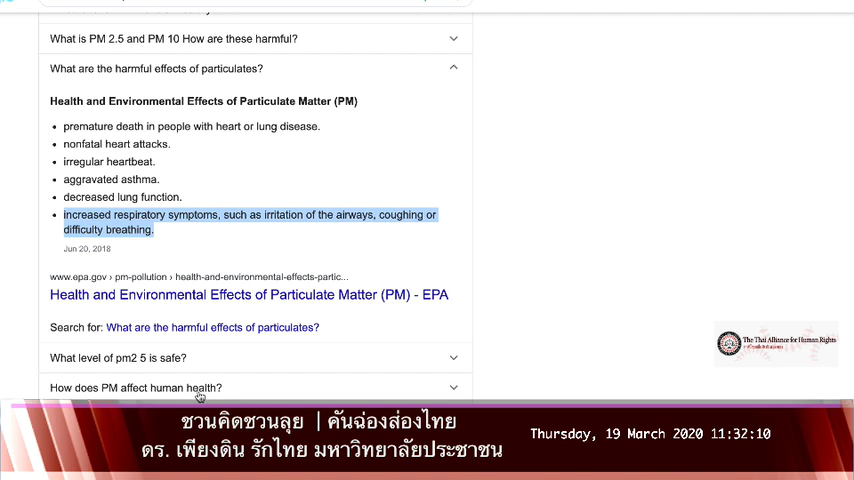 What is PM 2.5 and PM 10 How are these harmful?
What are the harmful effects of particulates?
Health and Environmental Effects of Particulate Matter (PM)
• premature death in people with heart or lung disease.
• nonfatal heart attacks.
• irregular heartbeat.
• aggravated asthma.
• decreased lung function.
• increased respiratory symptoms, such as irritation of the airways, coughing or
difficulty breathing.
Jun 20, 2018
www.epa.gov › pm-pollution › health-and-environmental-effects-partic...
Health and Environmental Effects of Particulate Matter (PM) - EPA
Search for: What are the harmful effects of particulates?
What level of pm2 5 is safe?
The Thai Alliance for Human Rights
How does PM affect human health?
ชวนคิดชวนลุย | คันฉ่องส่องไทย
ดร. เพียงดิน รักไทย มหาวิทยาลัยประชาชน
Thursday, 19 March 2020 11:32:10